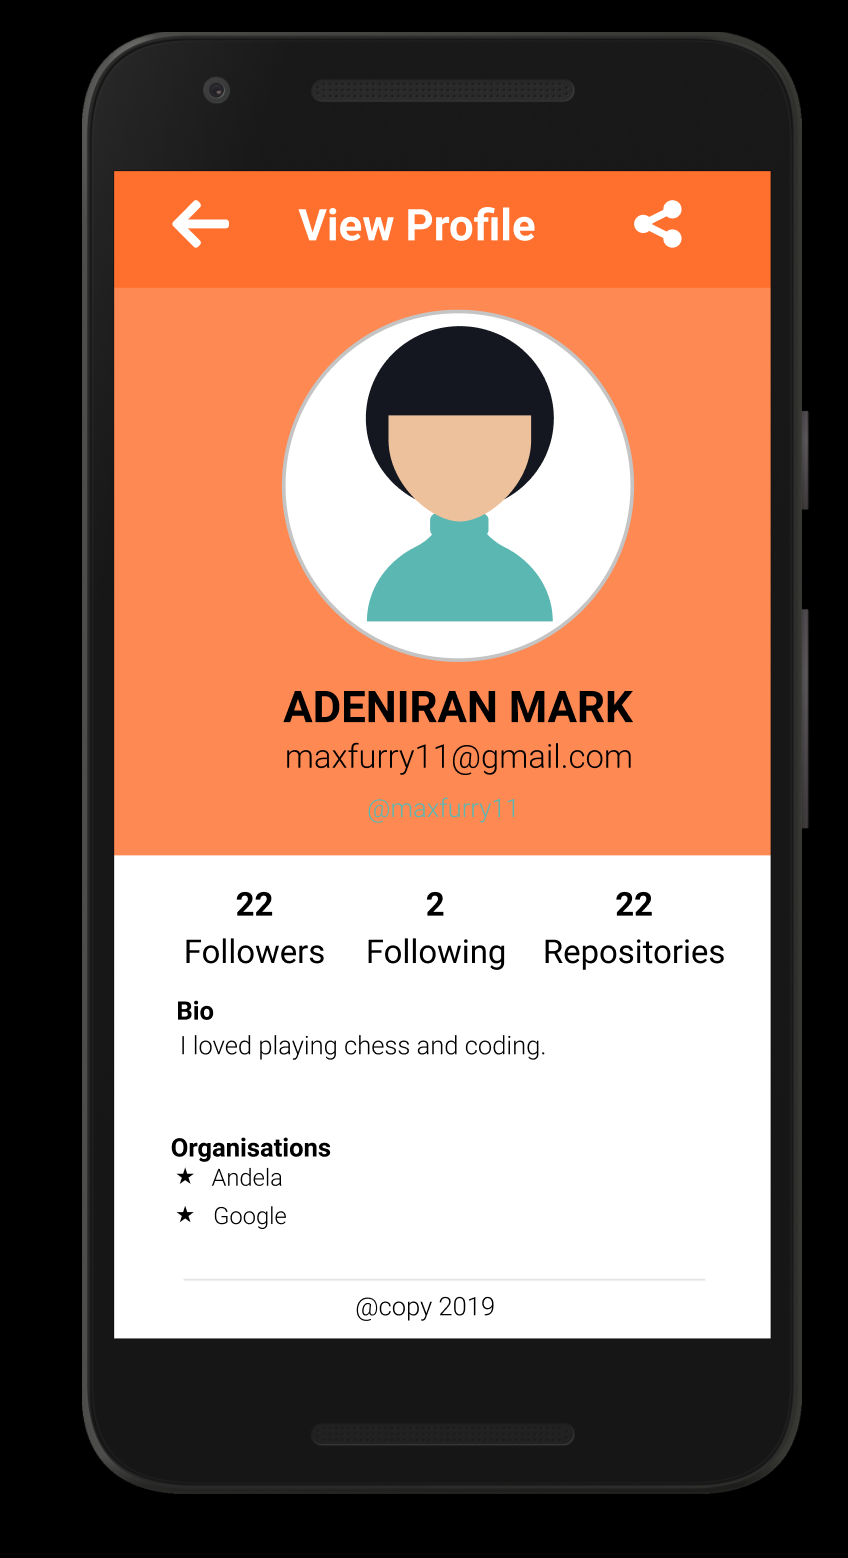 View Profile
ADENIRAN MARK
maxfurry11@gmail.com
@maxfurry11
22 2 22
Followers Following Repositories
Bio
I loved playing chess and coding.
Organisations
★ Andela
★ Google
@copy 2019